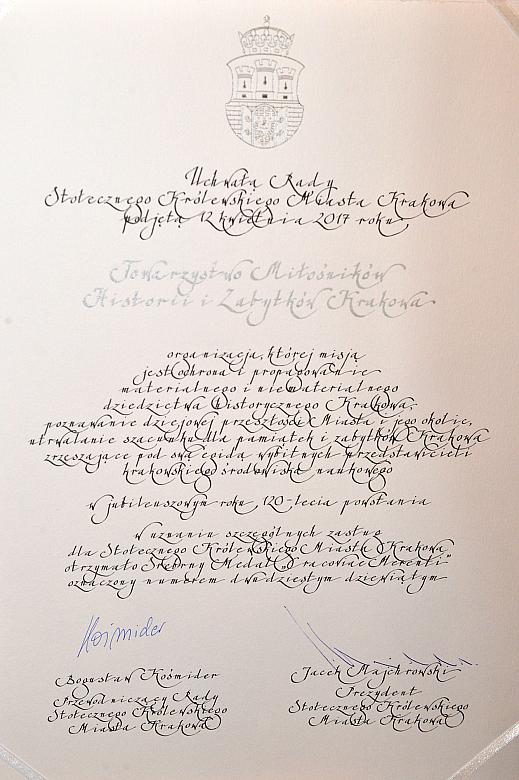 Uchwała Rady
Stołecznego Królewskiego Miasta Krakowa
podjęta 12 kwietnia 2017 roku
Towarzystwo Miłośników
Historii i Zabytków Krakowa
organizacja, której misją
jest ochrona i propagowanie
materialnego i niematerialnego
dziedzictwa historycznego Krakowa,
poznawanie dziejowej przeszłości Miasta i jego okolic,
utrwalanie szacunku dla pamiątek i zabytków Krakowa
zrzeszające pod swą egidą wybitnych przedstawicieli
krakowskiego środowiska naukowego
w jubileuszowym roku, 120-lecia powstania
w uznaniu szczególnych zasług
dla Stołecznego Królewskiego Miasta Krakowa
otrzymało Srebrny Medal „Cracoviae Merenti”
oznaczony numerem dwudziestym dziewiątym
Kośmider
Bogusław Kośmider
Przewodniczący Rady
Stołecznego Królewskiego
Miasta Krakowa
Jacek Majchrowski
Prezydent
Stołecznego Królewskiego
Miasta Krakowa